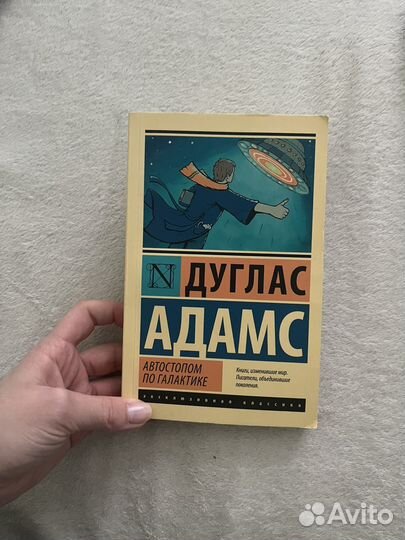 N
ДУГЛАС
АДАМС
АВТОСТОПОМ
ПО ГАЛАКТИКЕ
Книги, изменившие мир.
Писатели, объединившие
поколения.
ЭКСКЛЮЗИВНАЯ КЛАССИКА
Avito